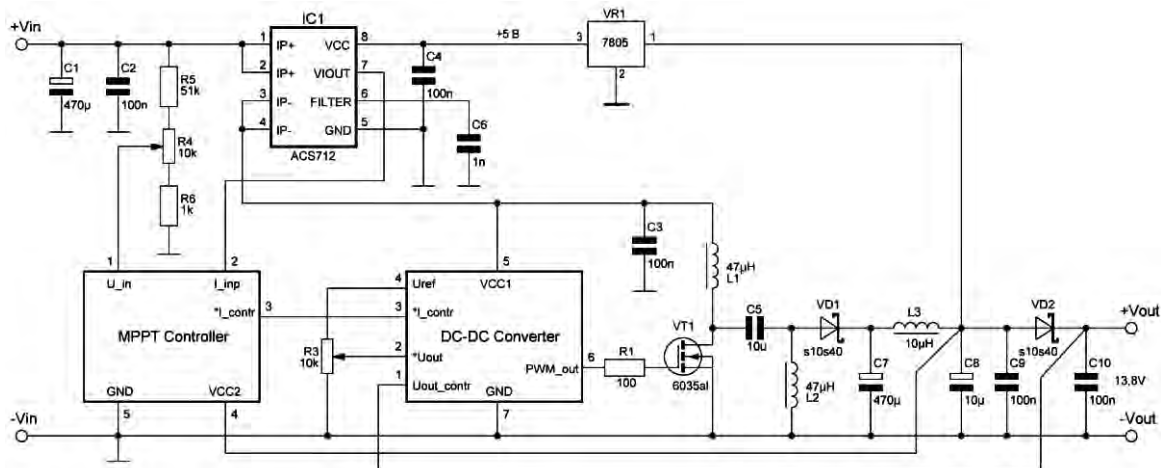 +Vin
C1
470µ
C2
100n
R5
51k
R4
10k
R6
1k
IC1
1 IP+ VCC 8
2 IP+ VIOUT 7
3 IP- FILTER 6
4 IP- GND 5
ACS712
C4
100n
C6
1n
+5 В
VR1
3 7805 1
2
1
U_in
2
I_inp
*I_contr 3
MPPT Controller
GND
5
VCC2
4
R3
10k
5
VCC1
4 Uref
3 *I_contr
DC-DC Converter
2 *Uout
1 Uout_contr
PWM_out 6
GND
7
R1
100
C3
100n
47µH
L1
VT1
6035al
C5
10u
47µH
L2
VD1
s10s40
C7
470µ
L3
10µH
C8
10µ
C9
100n
VD2
s10s40
C10
100n
13.8V
+Vout
-Vin
-Vout